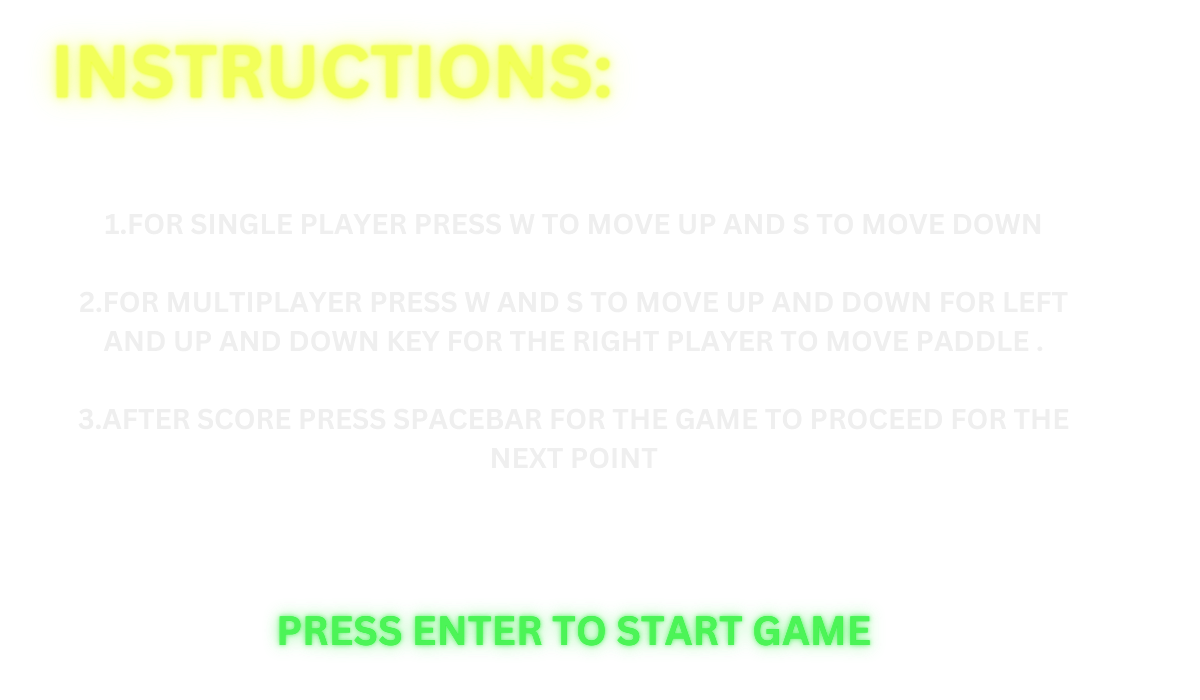 INSTRUCTIONS:
1.FOR SINGLE PLAYER PRESS W TO MOVE UP AND S TO MOVE DOWN
2.FOR MULTIPLAYER PRESS W AND S TO MOVE UP AND DOWN FOR LEFT
AND UP AND DOWN KEY FOR THE RIGHT PLAYER TO MOVE PADDLE .
3.AFTER SCORE PRESS SPACEBAR FOR THE GAME TO PROCEED FOR THE
NEXT POINT
PRESS ENTER TO START GAME